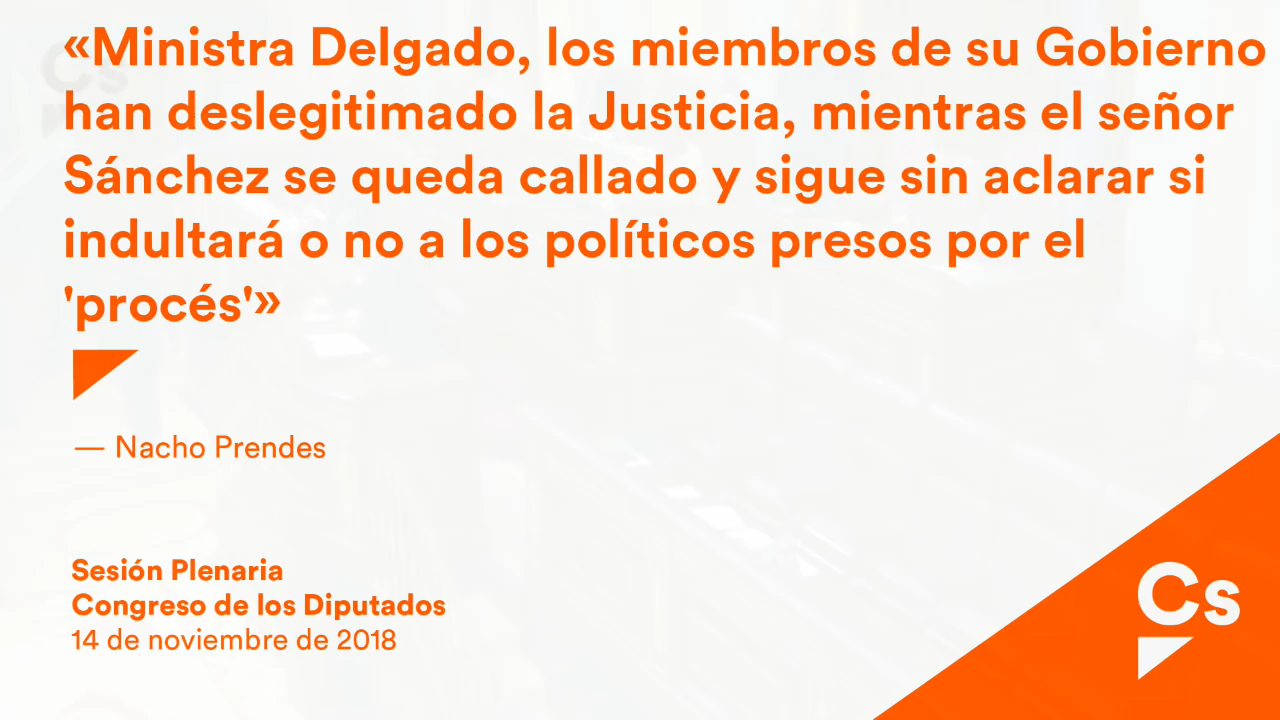 «Ministra Delgado, los miembros de su Gobierno
han deslegitimado la Justicia, mientras el señor
Sánchez se queda callado y sigue sin aclarar si
indultará o no a los políticos presos por el
'procés'»
— Nacho Prendes
Sesión Plenaria
Congreso de los Diputados
14 de noviembre de 2018
Cs